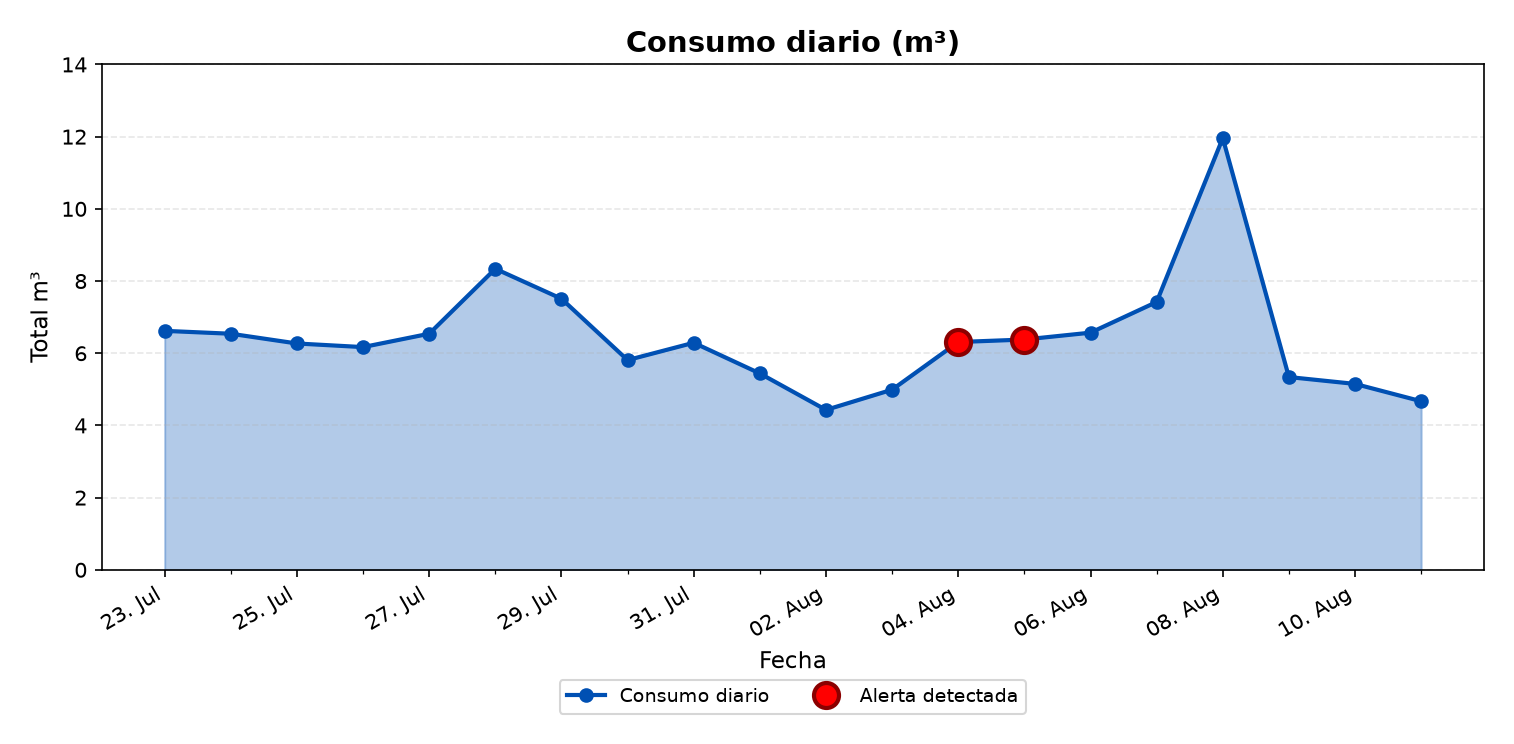 Consumo diario (m³)
Total m³
14
12
10
8
6
4
2
0
23. Jul
25. Jul
27. Jul
29. Jul
31. Jul
02. Aug
04. Aug
06. Aug
08. Aug
10. Aug
Fecha
Consumo diario
Alerta detectada